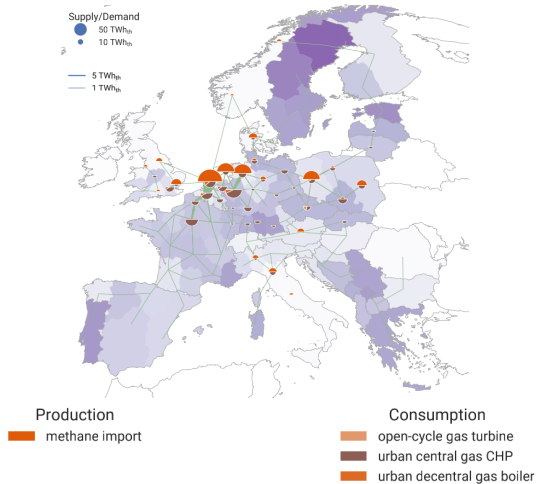 Supply/Demand
50 TWhth
10 TWhth
5 TWhth
1 TWhth
Production
methane import
Consumption
open-cycle gas turbine
urban central gas CHP
urban decentral gas boiler